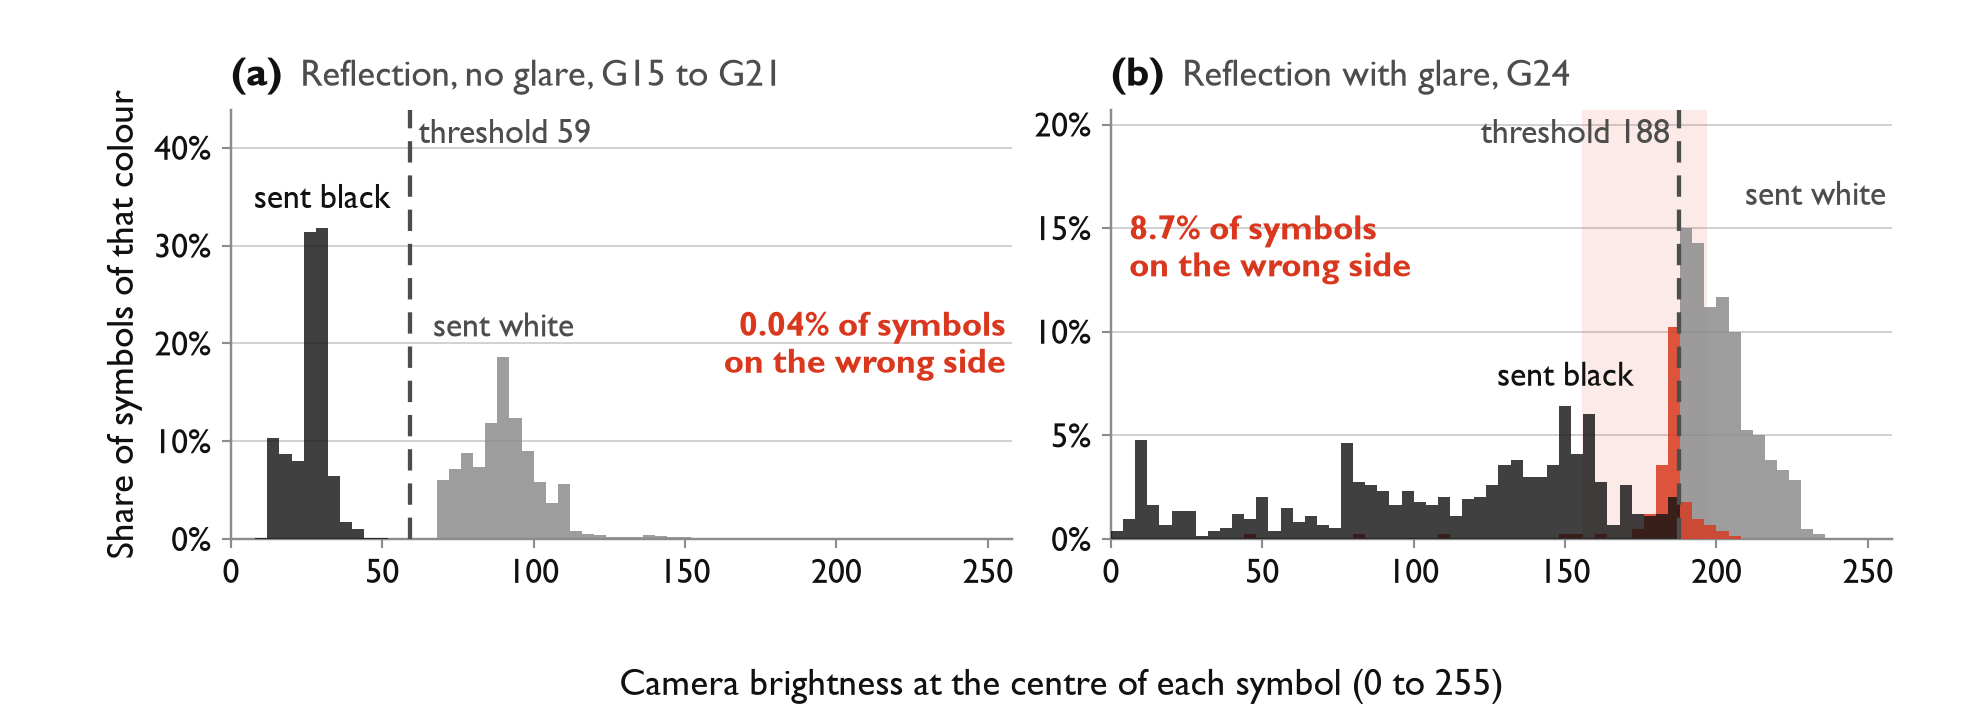 (a) Reflection, no glare, G15 to G21
Share of symbols of that colour
40%
30%
20%
10%
0%
threshold 59
sent black
sent white
0.04% of symbols
on the wrong side
0
50
100
150
200
250
(b) Reflection with glare, G24
20%
15%
10%
5%
0%
threshold 188
sent white
8.7% of symbols
on the wrong side
sent black
0
50
100
150
200
250
Camera brightness at the centre of each symbol (0 to 255)